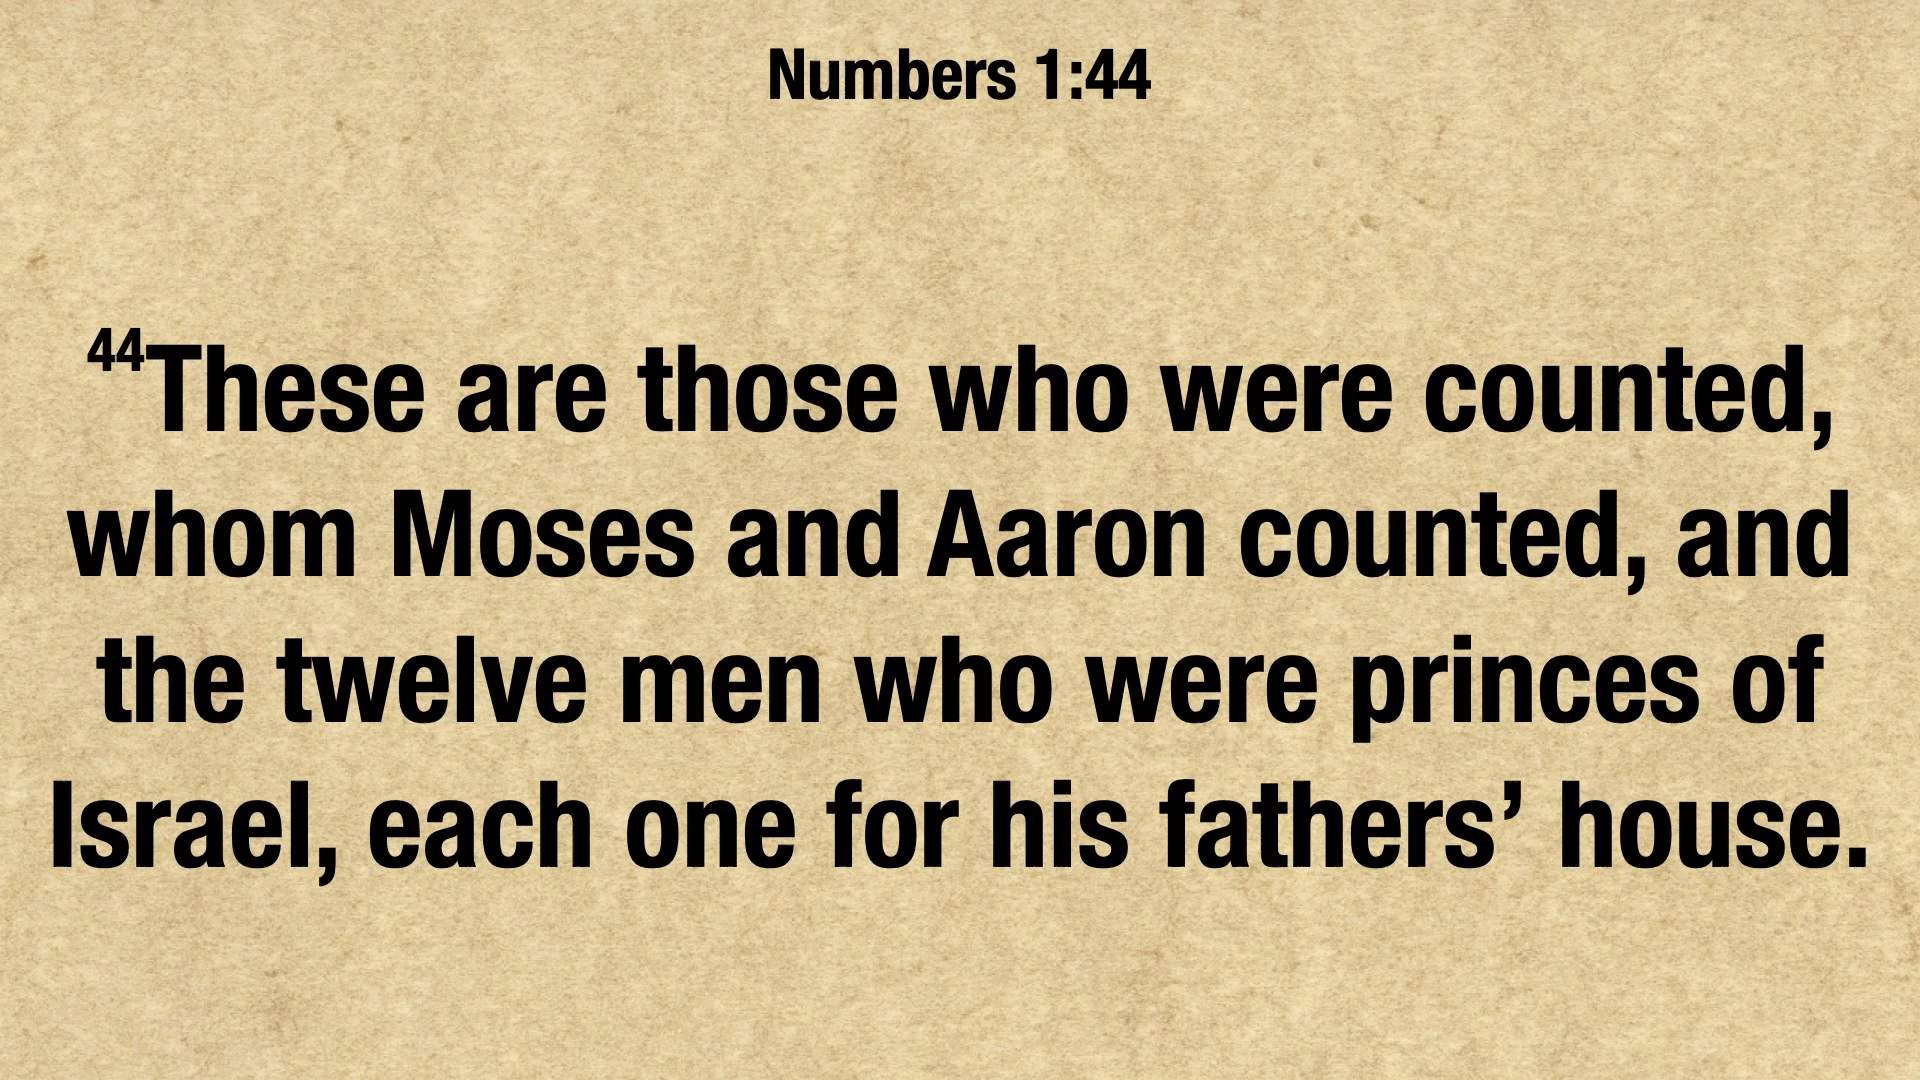 Numbers 1:44
44These are those who were counted,
whom Moses and Aaron counted, and
the twelve men who were princes of
Israel, each one for his fathers’ house.